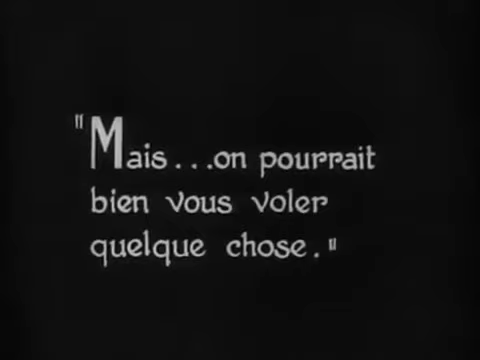 "Mais...on pourrait
bien vous voler
quelque chose."